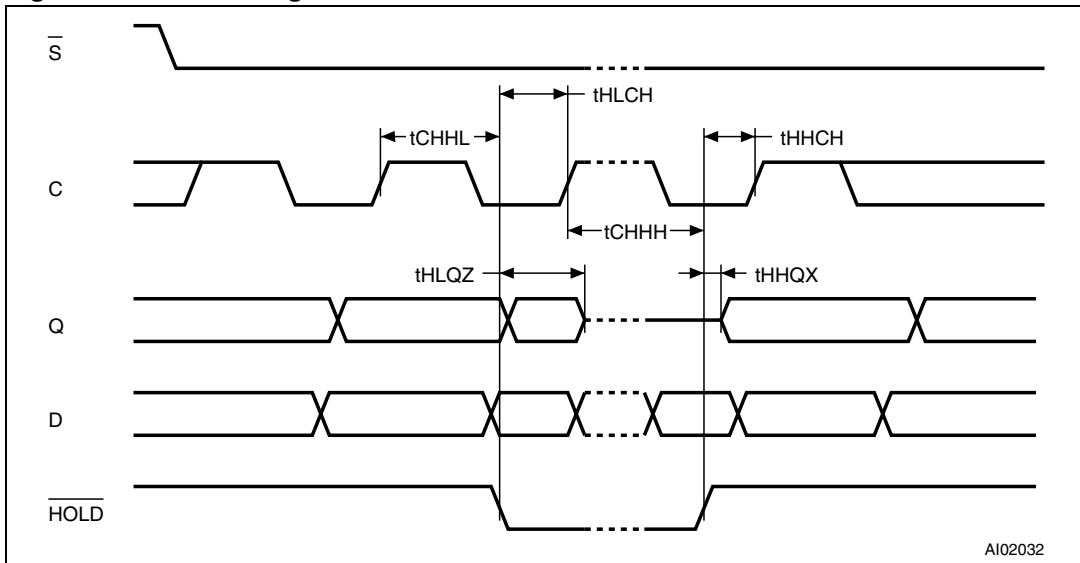 S
tHLCH
tCHHL
tHHCH
C
tCHHH
tHLQZ
tHHQX
Q
D
HOLD
AI02032